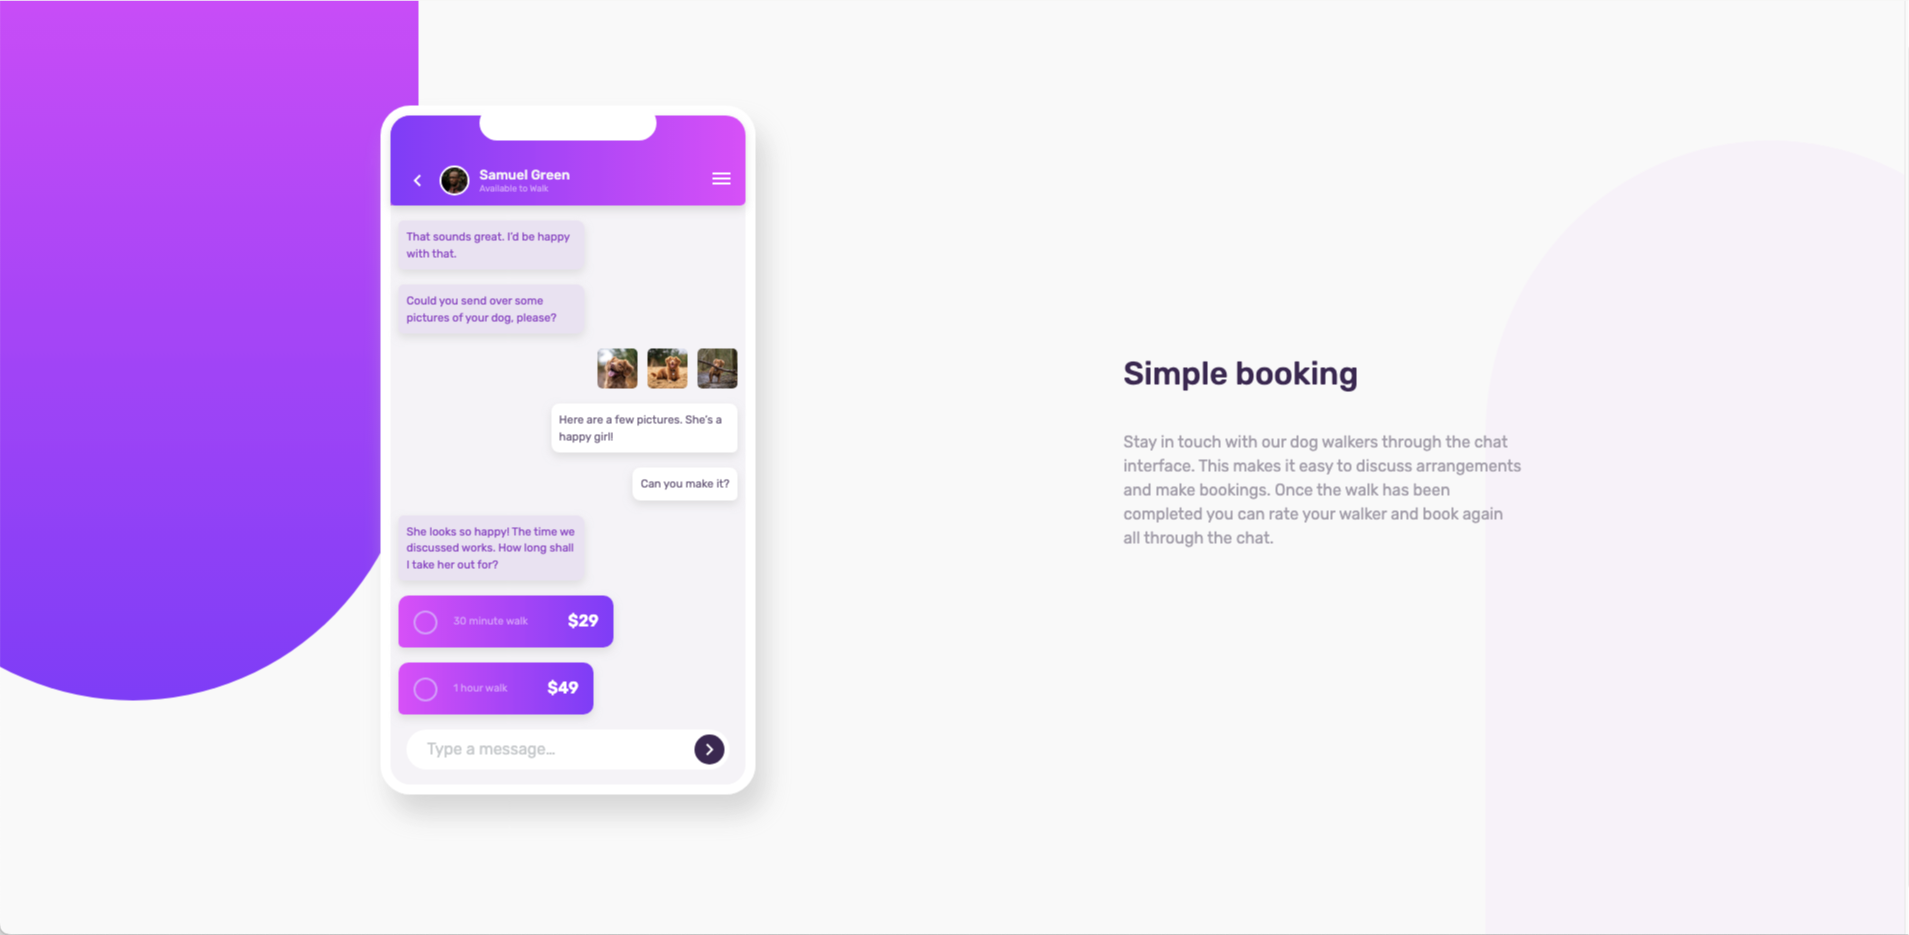 Samuel Green
Available to Walk
That sounds great. I'd be happy
with that.
Could you send over some
pictures of your dog, please?
Here are a few pictures. She's a
happy girl!
Can you make it?
She looks so happy! The time we
discussed works. How long shall
I take her out for?
30 minute walk $29
1 hour walk $49
Type a message…
Simple booking
Stay in touch with our dog walkers through the chat
interface. This makes it easy to discuss arrangements
and make bookings. Once the walk has been
completed you can rate your walker and book again
all through the chat.